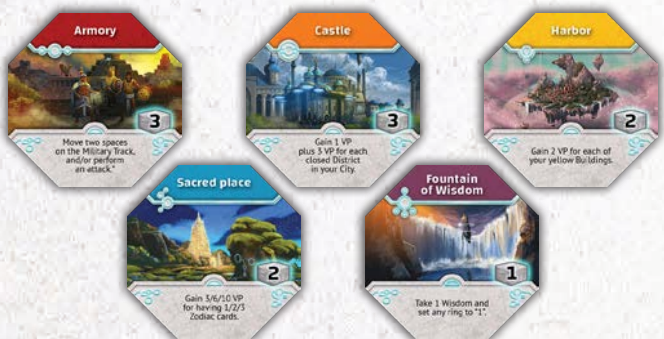 Armory
3
Move two spaces
on the Military Track,
and/or perform
an attack.*
Castle
3
Gain 1 VP
plus 3 VP for each
closed District
in your City.
Harbor
2
Gain 2 VP for each of
your yellow Buildings.
Sacred place
2
Gain 3/6/10 VP
for having 1/2/3
Zodiac cards.
Fountain
of Wisdom
1
Take 1 Wisdom and
set any ring to "1".